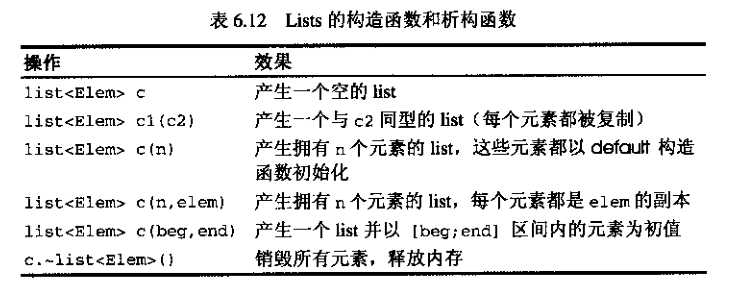 表 6.12 Lists 的构造函数和析构函数
操作 效果
list<Elem> c 产生一个空的 list
list<Elem> c1(c2) 产生一个与 c2 同型的 list（每个元素都被复制）
list<Elem> c(n) 产生拥有 n 个元素的 list，这些元素都以 default 构造
函数初始化
list<Elem> c(n,elem) 产生拥有 n 个元素的 list，每个元素都是 elem 的副本
list<Elem> c(beg,end) 产生一个 list 并以 [beg;end] 区间内的元素为初值
c.~list<Elem>() 销毁所有元素，释放内存